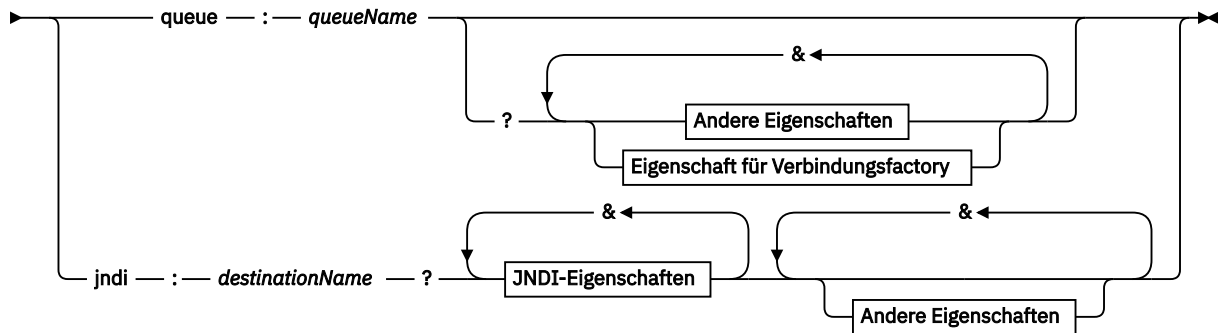 queue : queueName
&
? Andere Eigenschaften
Eigenschaft für Verbindungsfactory
& &
jndi : destinationName ? JNDI-Eigenschaften
Andere Eigenschaften